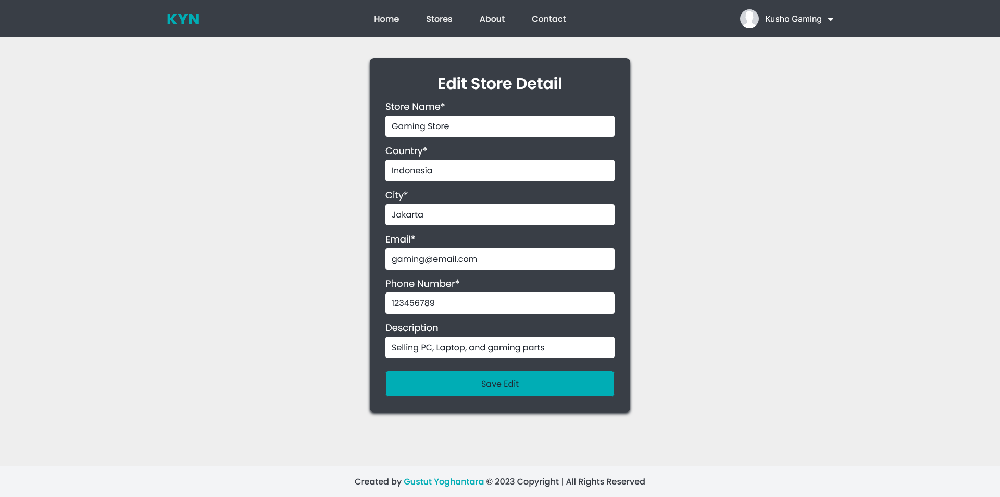 KYN
Home Stores About Contact
Kusho Gaming
Edit Store Detail
Store Name*
Gaming Store
Country*
Indonesia
City*
Jakarta
Email*
gaming@email.com
Phone Number*
123456789
Description
Selling PC, Laptop, and gaming parts
Save Edit
Created by Gustut Yoghantara © 2023 Copyright | All Rights Reserved